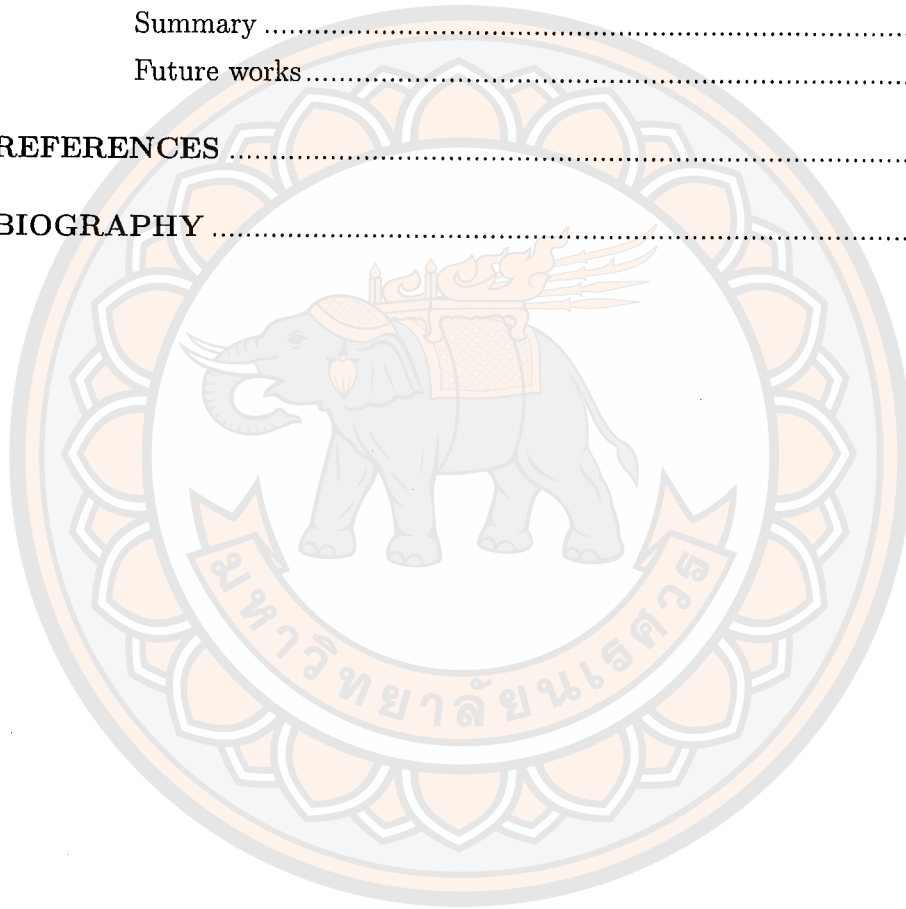 Summary ....................................................................................
Future works..............................................................................
REFERENCES ....................................................................................
BIOGRAPHY ....................................................................................
มหาวิทยาลัยนเรศวร